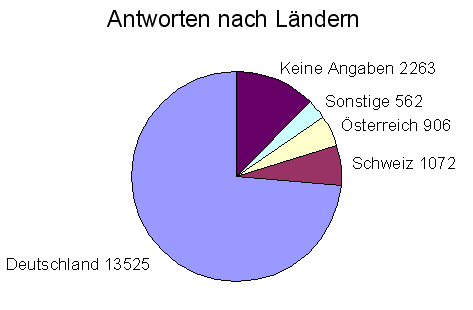 Antworten nach Ländern
Keine Angaben 2263
Sonstige 562
Österreich 906
Schweiz 1072
Deutschland 13525